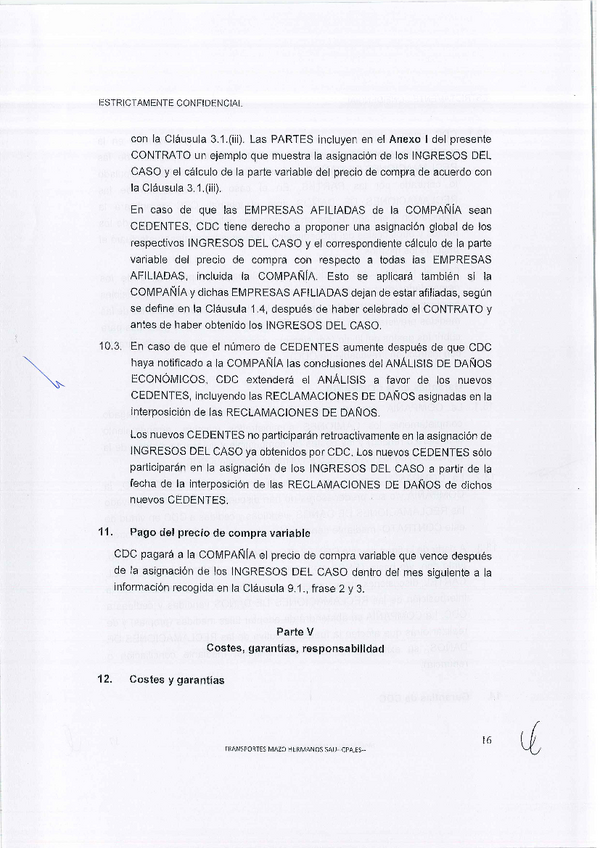 ESTRICTAMENTE CONFIDENCIAL
con la Cláusula 3.1.(iii). Las PARTES incluyen en el Anexo I del presente
CONTRATO un ejemplo que muestra la asignación de los INGRESOS DEL
CASO y el cálculo de la parte variable del precio de compra de acuerdo con
la Cláusula 3.1.(iii).
En caso de que las EMPRESAS AFILIADAS de la COMPAÑÍA sean
CEDENTES, CDC tiene derecho a proponer una asignación global de los
respectivos INGRESOS DEL CASO y el correspondiente cálculo de la parte
variable del precio de compra con respecto a todas las EMPRESAS
AFILIADAS, incluida la COMPAÑÍA. Esto se aplicará también si la
COMPAÑÍA y dichas EMPRESAS AFILIADAS dejan de estar afiliadas, según
se define en la Cláusula 1.4, después de haber celebrado el CONTRATO y
antes de haber obtenido los INGRESOS DEL CASO.
10.3. En caso de que el número de CEDENTES aumente después de que CDC
haya notificado a la COMPAÑÍA las conclusiones del ANÁLISIS DE DAÑOS
ECONÓMICOS, CDC extenderá el ANÁLISIS a favor de los nuevos
CEDENTES, incluyendo las RECLAMACIONES DE DAÑOS asignadas en la
interposición de las RECLAMACIONES DE DAÑOS.
Los nuevos CEDENTES no participarán retroactivamente en la asignación de
INGRESOS DEL CASO ya obtenidos por CDC. Los nuevos CEDENTES sólo
participarán en la asignación de los INGRESOS DEL CASO a partir de la
fecha de la interposición de las RECLAMACIONES DE DAÑOS de dichos
nuevos CEDENTES.
11. Pago del precio de compra variable
CDC pagará a la COMPAÑÍA el precio de compra variable que vence después
de la asignación de los INGRESOS DEL CASO dentro del mes siguiente a la
información recogida en la Cláusula 9.1., frase 2 y 3.
Parte V
Costes, garantías, responsabilidad
12. Costes y garantías
16
TRANSPORTES MAZO HERMANOS SAU--CPA,ES--